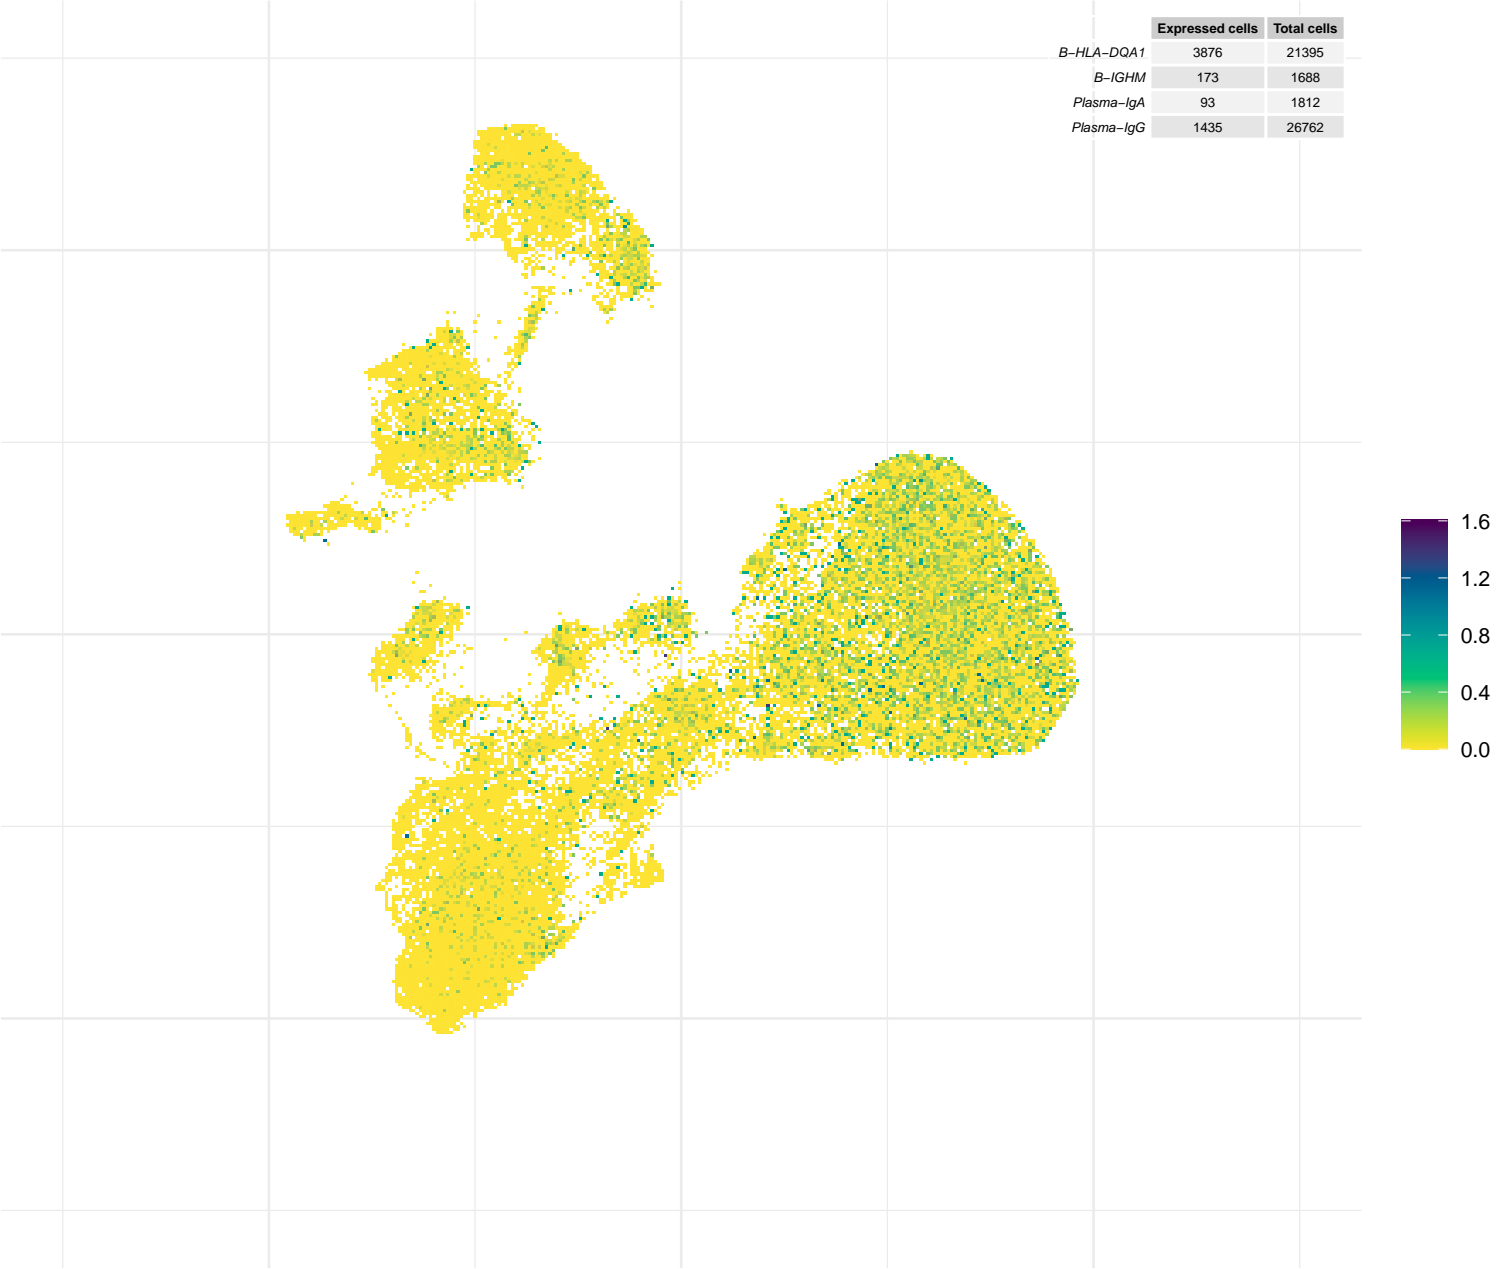 Expressed cells Total cells
B−HLA−DQA1 3876 21395
B−IGHM 173 1688
Plasma−IgA 93 1812
Plasma−IgG 1435 26762
1.6
1.2
0.8
0.4
0.0